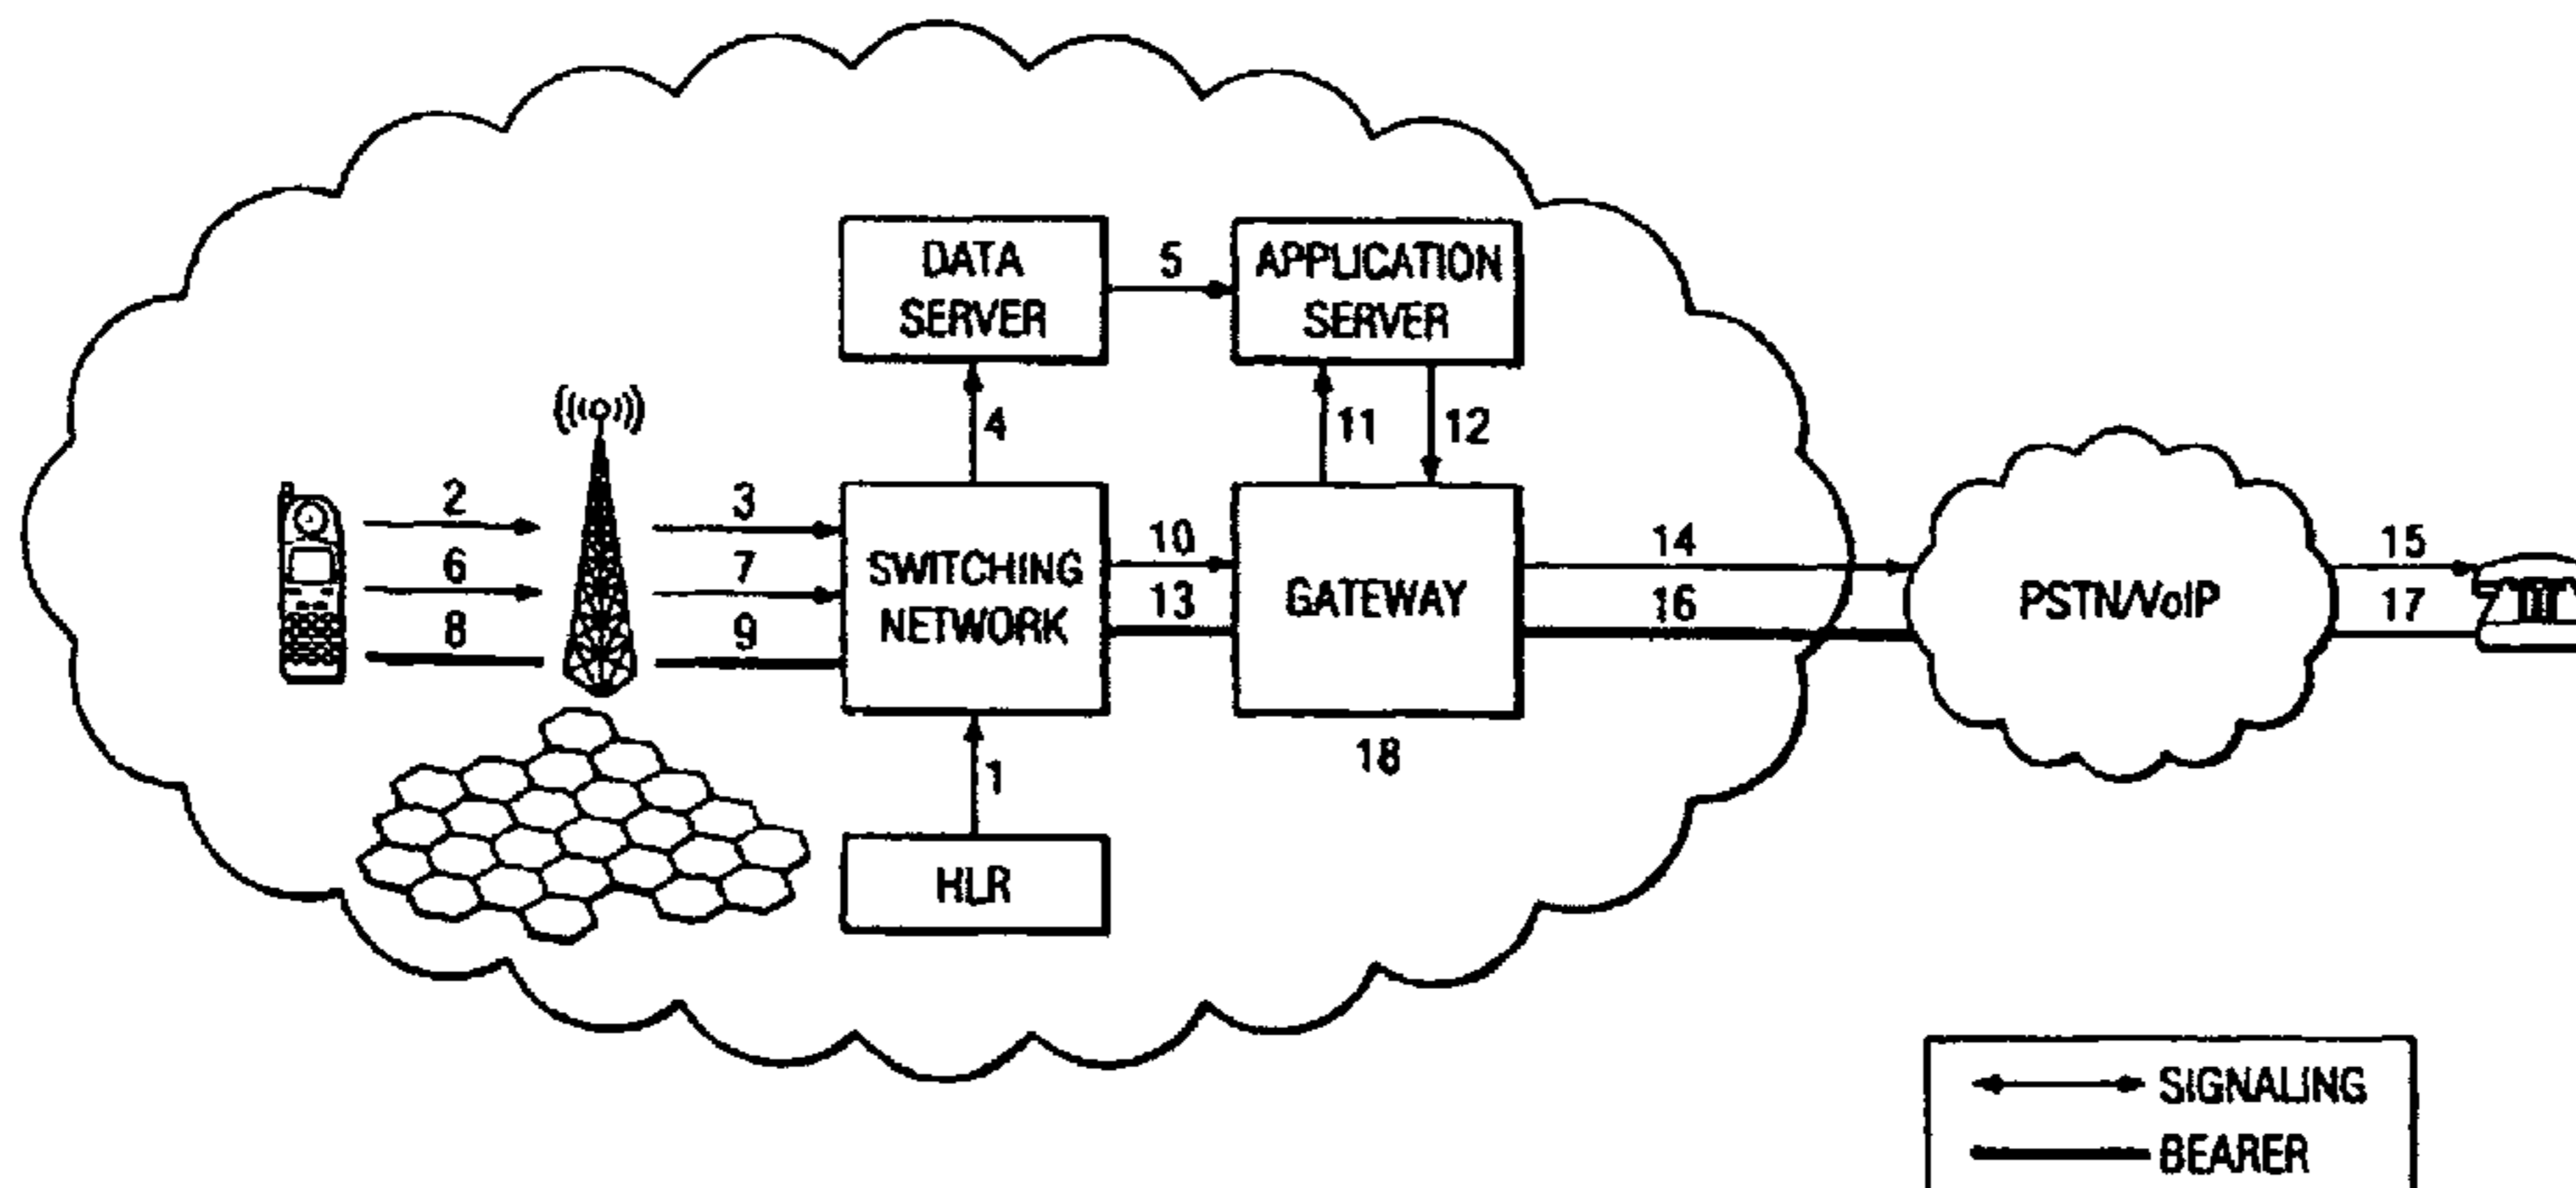 DATA
SERVER
5
APPLICATION
SERVER
4
11
12
2
3
6
7
8
9
SWITCHING
NETWORK
10
13
GATEWAY
14
16
PSTN/VoIP
15
17
18
1
HLR
SIGNALING
BEARER